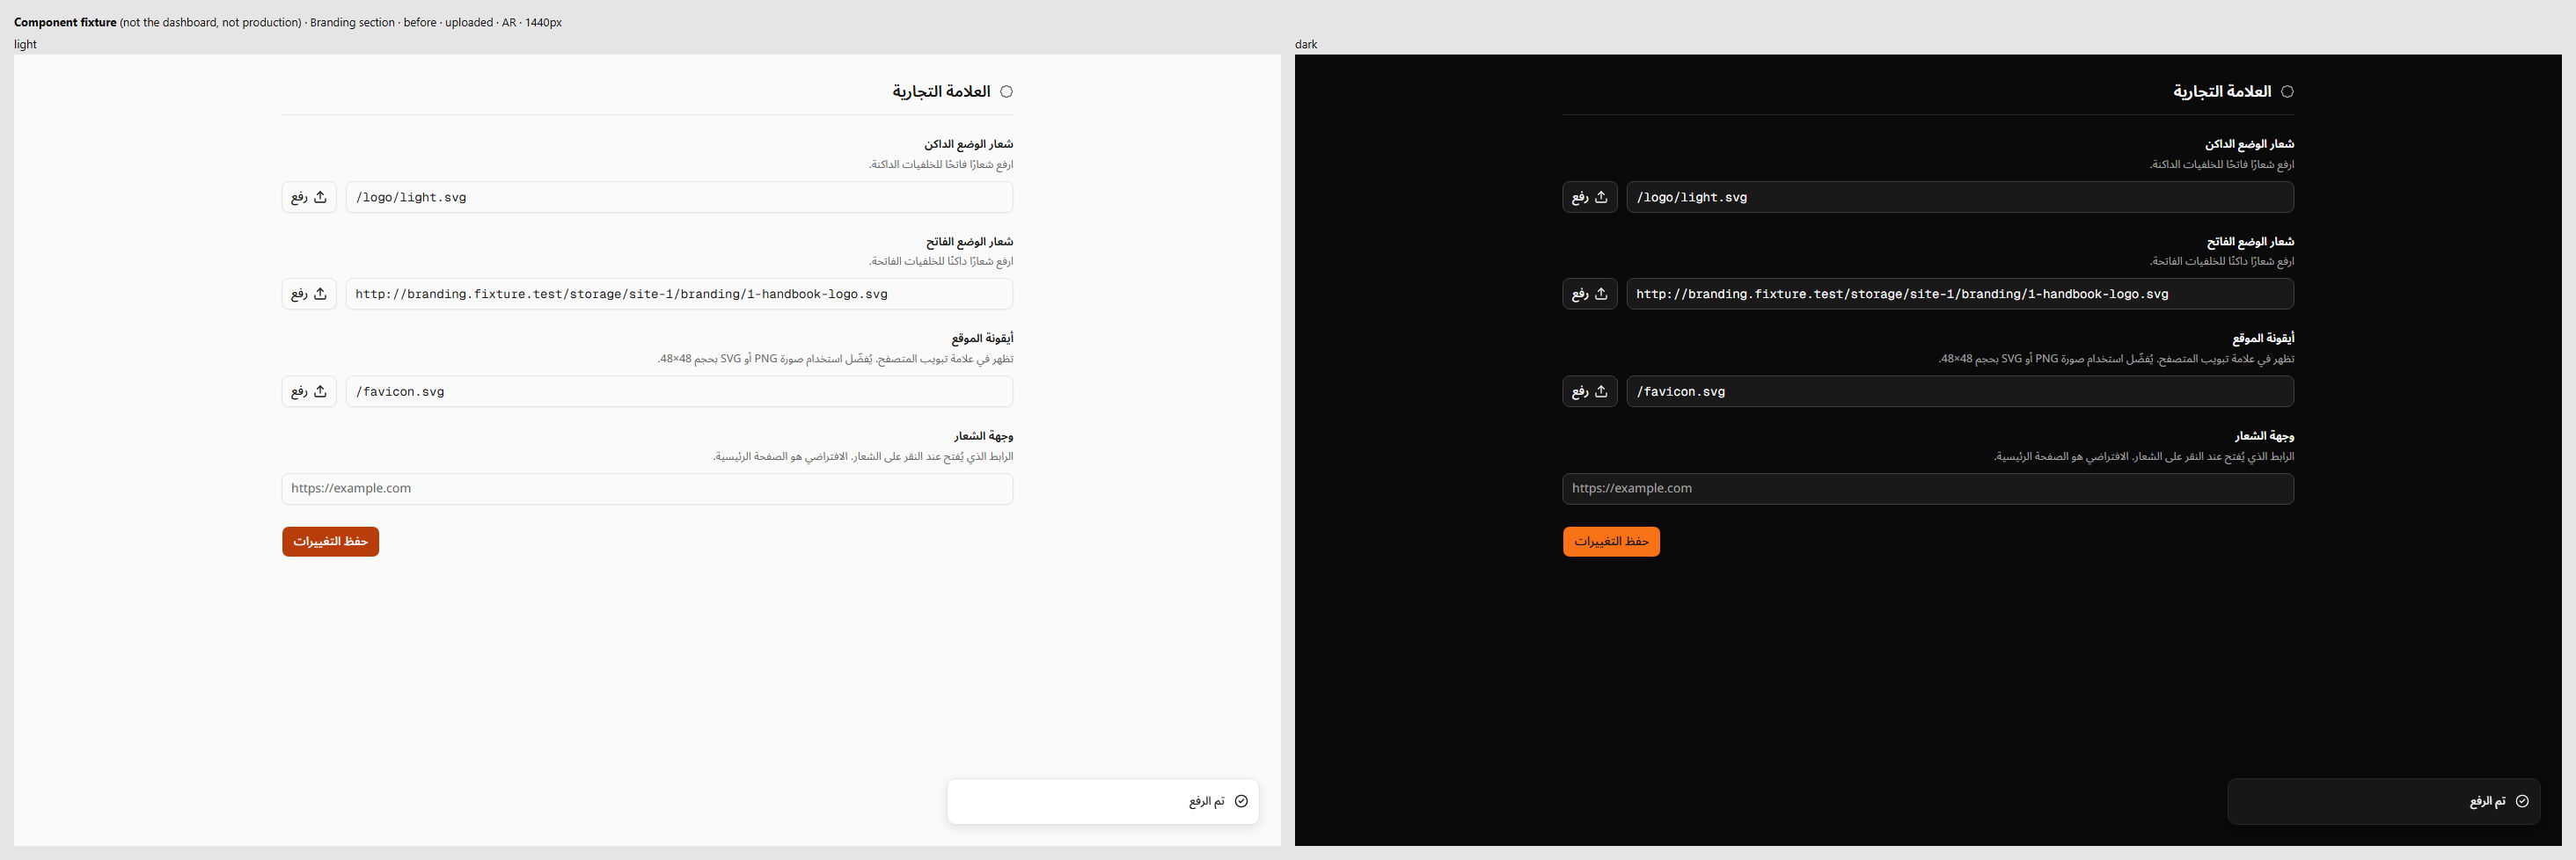 Component fixture (not the dashboard, not production) · Branding section · before · uploaded · AR · 1440px
light
العلامة التجارية
شعار الوضع الداكن
ارفع شعارًا فاتحًا للخلفيات الداكنة.
/logo/light.svg
رفع
شعار الوضع الفاتح
ارفع شعارًا داكنًا للخلفيات الفاتحة.
http://branding.fixture.test/storage/site-1/branding/1-handbook-logo.svg
رفع
أيقونة الموقع
تظهر في علامة تبويب المتصفح. يُفضّل استخدام صورة PNG أو SVG بحجم 48×48.
/favicon.svg
رفع
وجهة الشعار
الرابط الذي يُفتح عند النقر على الشعار. الافتراضي هو الصفحة الرئيسية.
https://example.com
حفظ التغييرات
تم الرفع
dark
العلامة التجارية
شعار الوضع الداكن
ارفع شعارًا فاتحًا للخلفيات الداكنة.
/logo/light.svg
رفع
شعار الوضع الفاتح
ارفع شعارًا داكنًا للخلفيات الفاتحة.
http://branding.fixture.test/storage/site-1/branding/1-handbook-logo.svg
رفع
أيقونة الموقع
تظهر في علامة تبويب المتصفح. يُفضّل استخدام صورة PNG أو SVG بحجم 48×48.
/favicon.svg
رفع
وجهة الشعار
الرابط الذي يُفتح عند النقر على الشعار. الافتراضي هو الصفحة الرئيسية.
https://example.com
حفظ التغييرات
تم الرفع